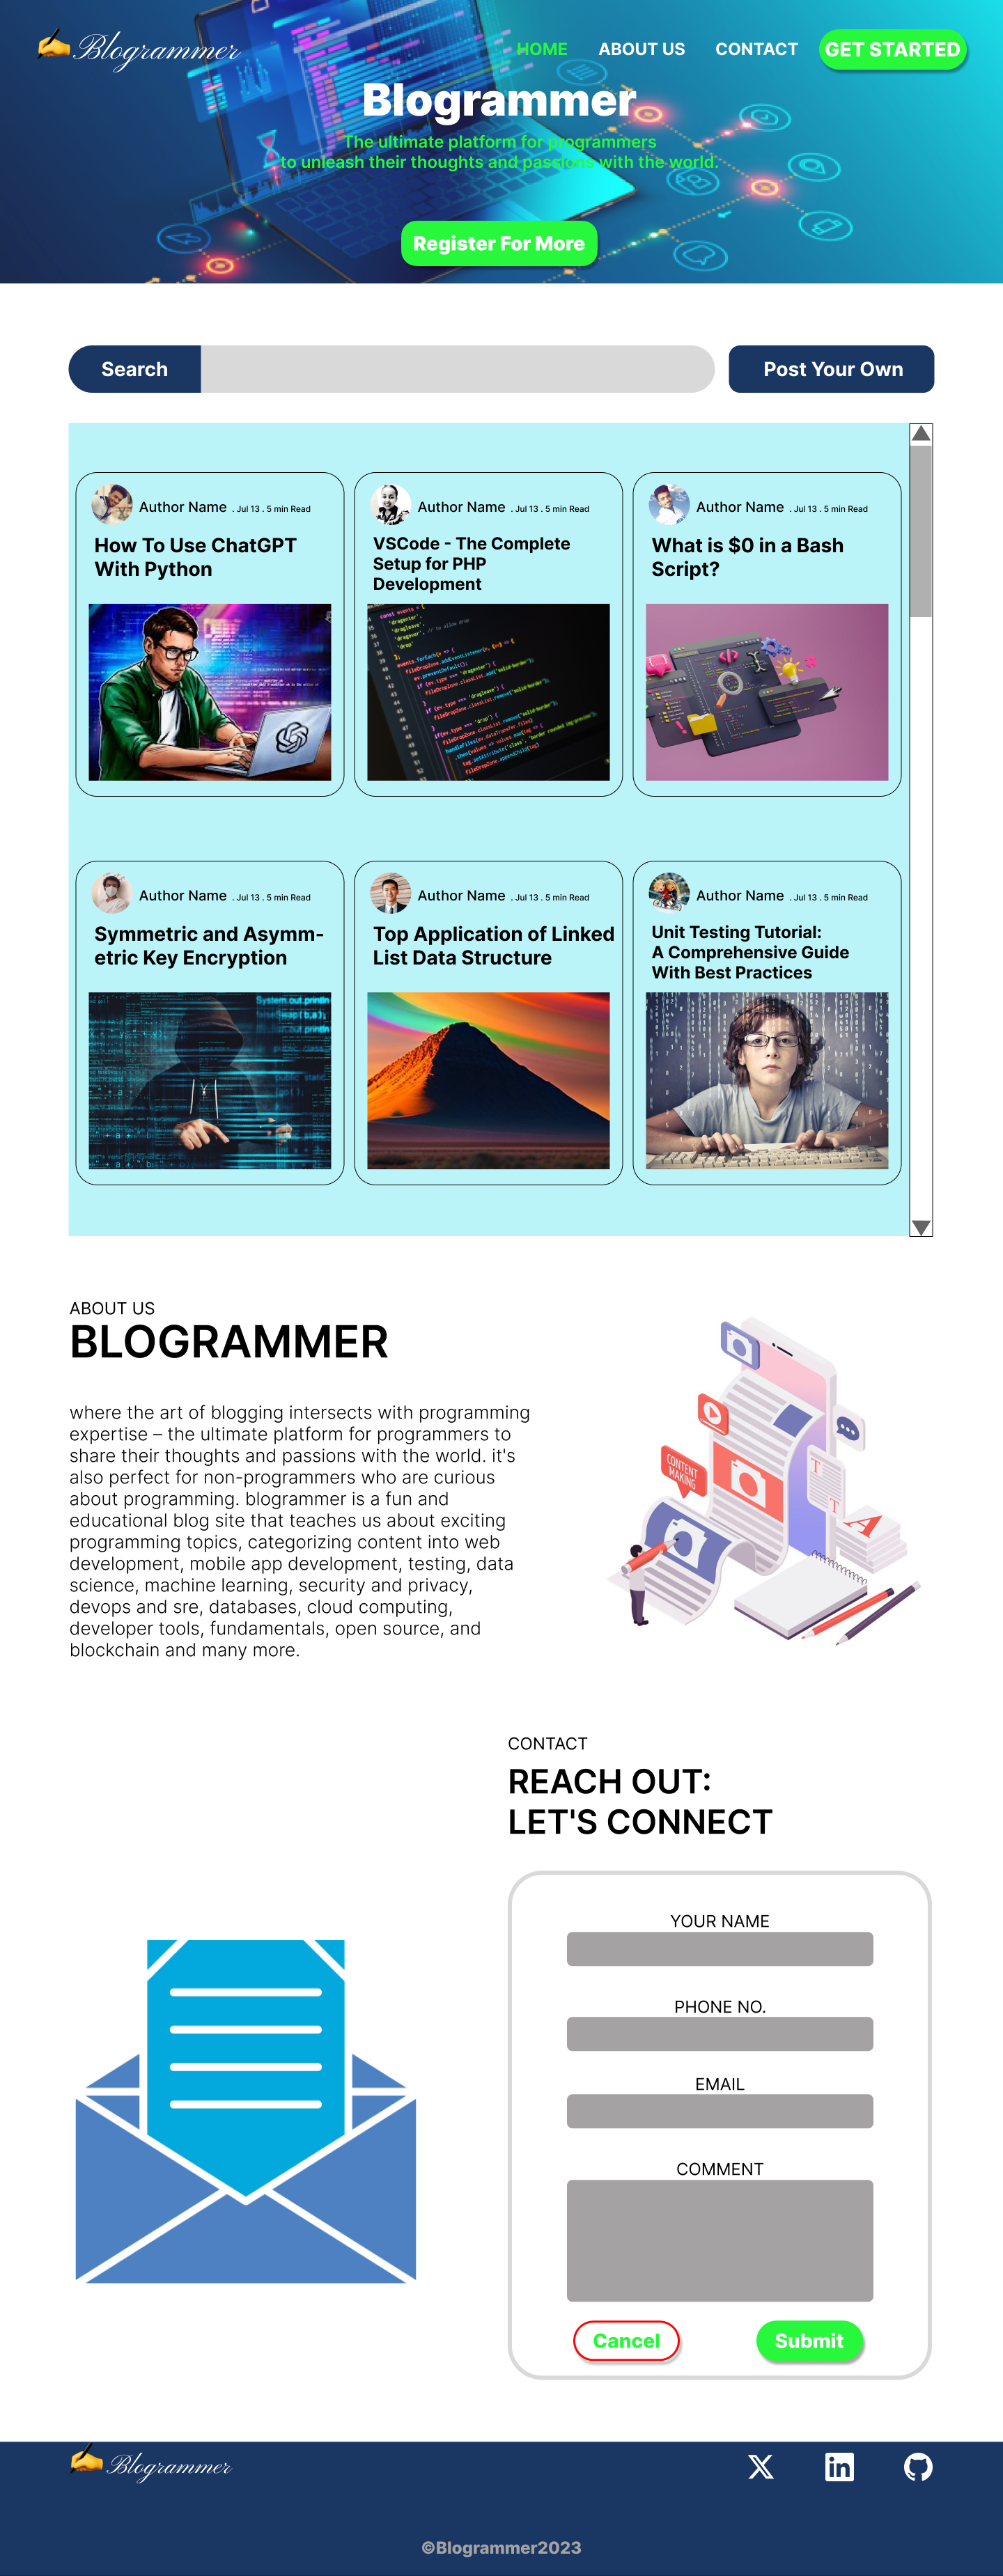 Blogrammer
HOME ABOUT US CONTACT GET STARTED
Blogrammer
The ultimate platform for programmers
to unleash their thoughts and passions with the world.
Register For More
Search
Post Your Own
Author Name . Jul 13 . 5 min Read
How To Use ChatGPT
With Python
Author Name . Jul 13 . 5 min Read
VSCode - The Complete
Setup for PHP
Development
Author Name . Jul 13 . 5 min Read
What is $0 in a Bash
Script?
Author Name . Jul 13 . 5 min Read
Symmetric and Asymm-
etric Key Encryption
System.out.println
Author Name . Jul 13 . 5 min Read
Top Application of Linked
List Data Structure
Author Name . Jul 13 . 5 min Read
Unit Testing Tutorial:
A Comprehensive Guide
With Best Practices
ABOUT US
BLOGRAMMER
where the art of blogging intersects with programming
expertise – the ultimate platform for programmers to
share their thoughts and passions with the world. it's
also perfect for non-programmers who are curious
about programming. blogrammer is a fun and
educational blog site that teaches us about exciting
programming topics, categorizing content into web
development, mobile app development, testing, data
science, machine learning, security and privacy,
devops and sre, databases, cloud computing,
developer tools, fundamentals, open source, and
blockchain and many more.
CONTENT
MAKING
T
T
A
CONTACT
REACH OUT:
LET'S CONNECT
YOUR NAME
PHONE NO.
EMAIL
COMMENT
Cancel
Submit
Blogrammer
X
in
©Blogrammer2023